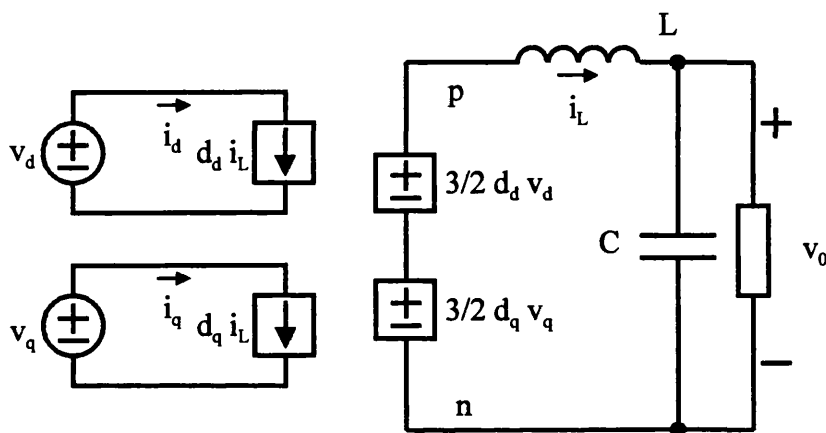 L
p
i_L
+
v_d
i_d
d_d i_L
3/2 d_d v_d
C
v_0
v_q
i_q
d_q i_L
3/2 d_q v_q
−
n